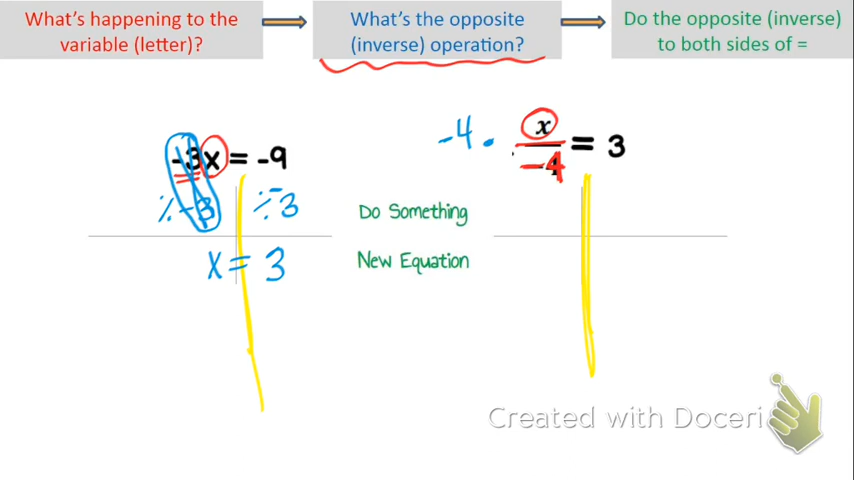 What's happening to the variable (letter)?
What's the opposite (inverse) operation?
Do the opposite (inverse) to both sides of =
-3x = -9
÷-3 ÷-3
x = 3
Do Something
New Equation
-4 · x/-4 = 3
Created with Doceri